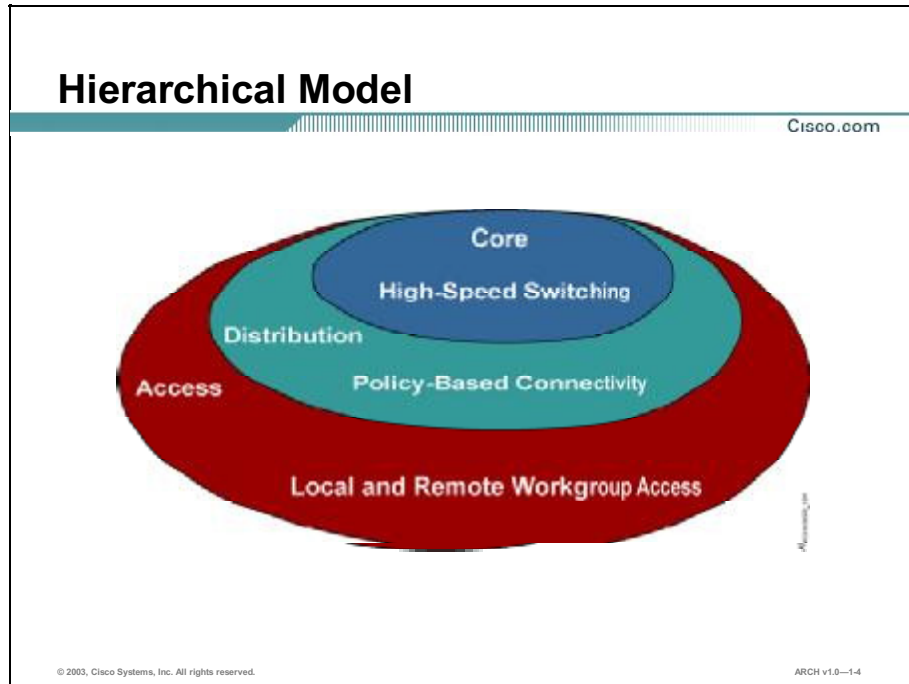 Hierarchical Model
Cisco.com
Core
High-Speed Switching
Distribution
Policy-Based Connectivity
Access
Local and Remote Workgroup Access
© 2003, Cisco Systems, Inc. All rights reserved.
ARCH v1.0—1-4